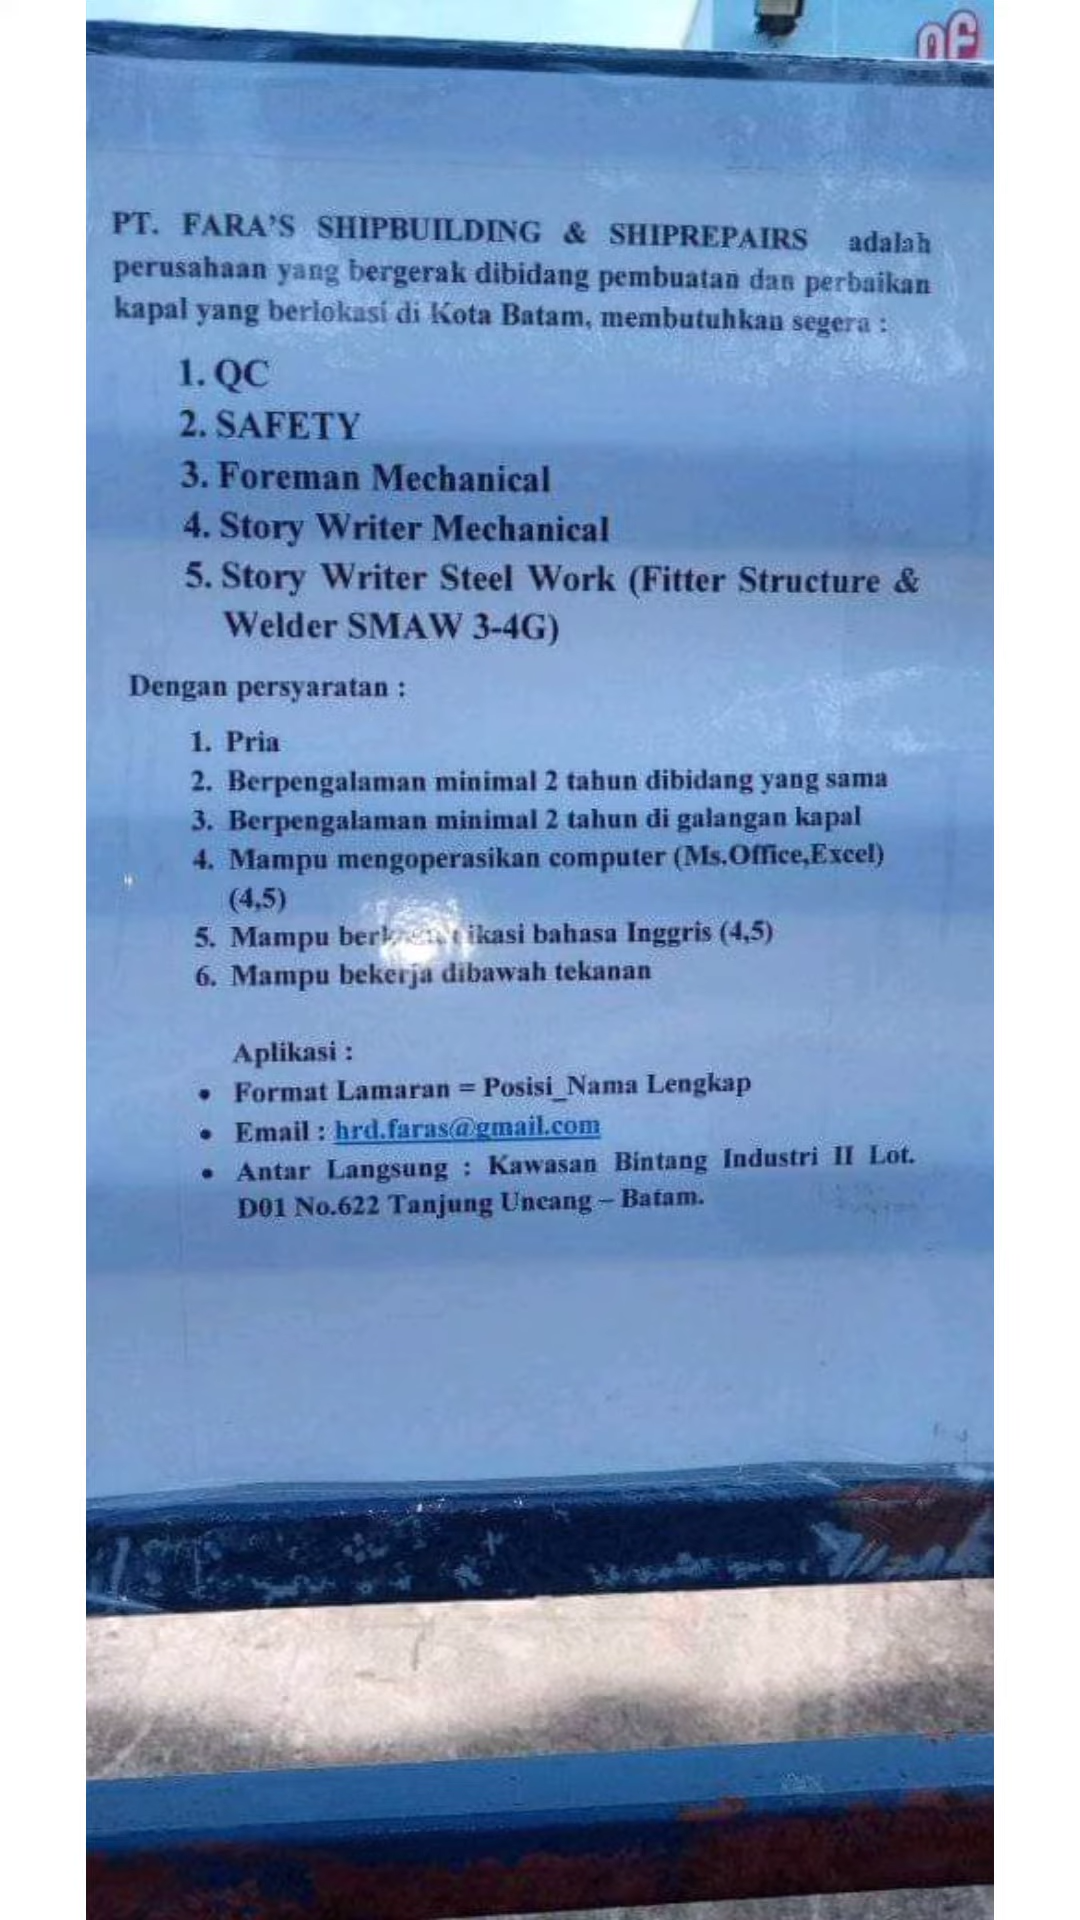 nf
PT. FARA'S SHIPBUILDING & SHIPREPAIRS adalah
perusahaan yang bergerak dibidang pembuatan dan perbaikan
kapal yang berlokasi di Kota Batam, membutuhkan segera :
1. QC
2. SAFETY
3. Foreman Mechanical
4. Story Writer Mechanical
5. Story Writer Steel Work (Fitter Structure &
Welder SMAW 3-4G)
Dengan persyaratan :
1. Pria
2. Berpengalaman minimal 2 tahun dibidang yang sama
3. Berpengalaman minimal 2 tahun di galangan kapal
4. Mampu mengoperasikan computer (Ms.Office,Excel)
(4,5)
5. Mampu bahasa Inggris (4,5)
6. Mampu bekerja dibawah tekanan
Aplikasi :
• Format Lamaran = Posisi_Nama Lengkap
• Email : hrd.faras@gmail.com
• Antar Langsung : Kawasan Bintang Industri II Lot.
D01 No.622 Tanjung Uncang – Batam.